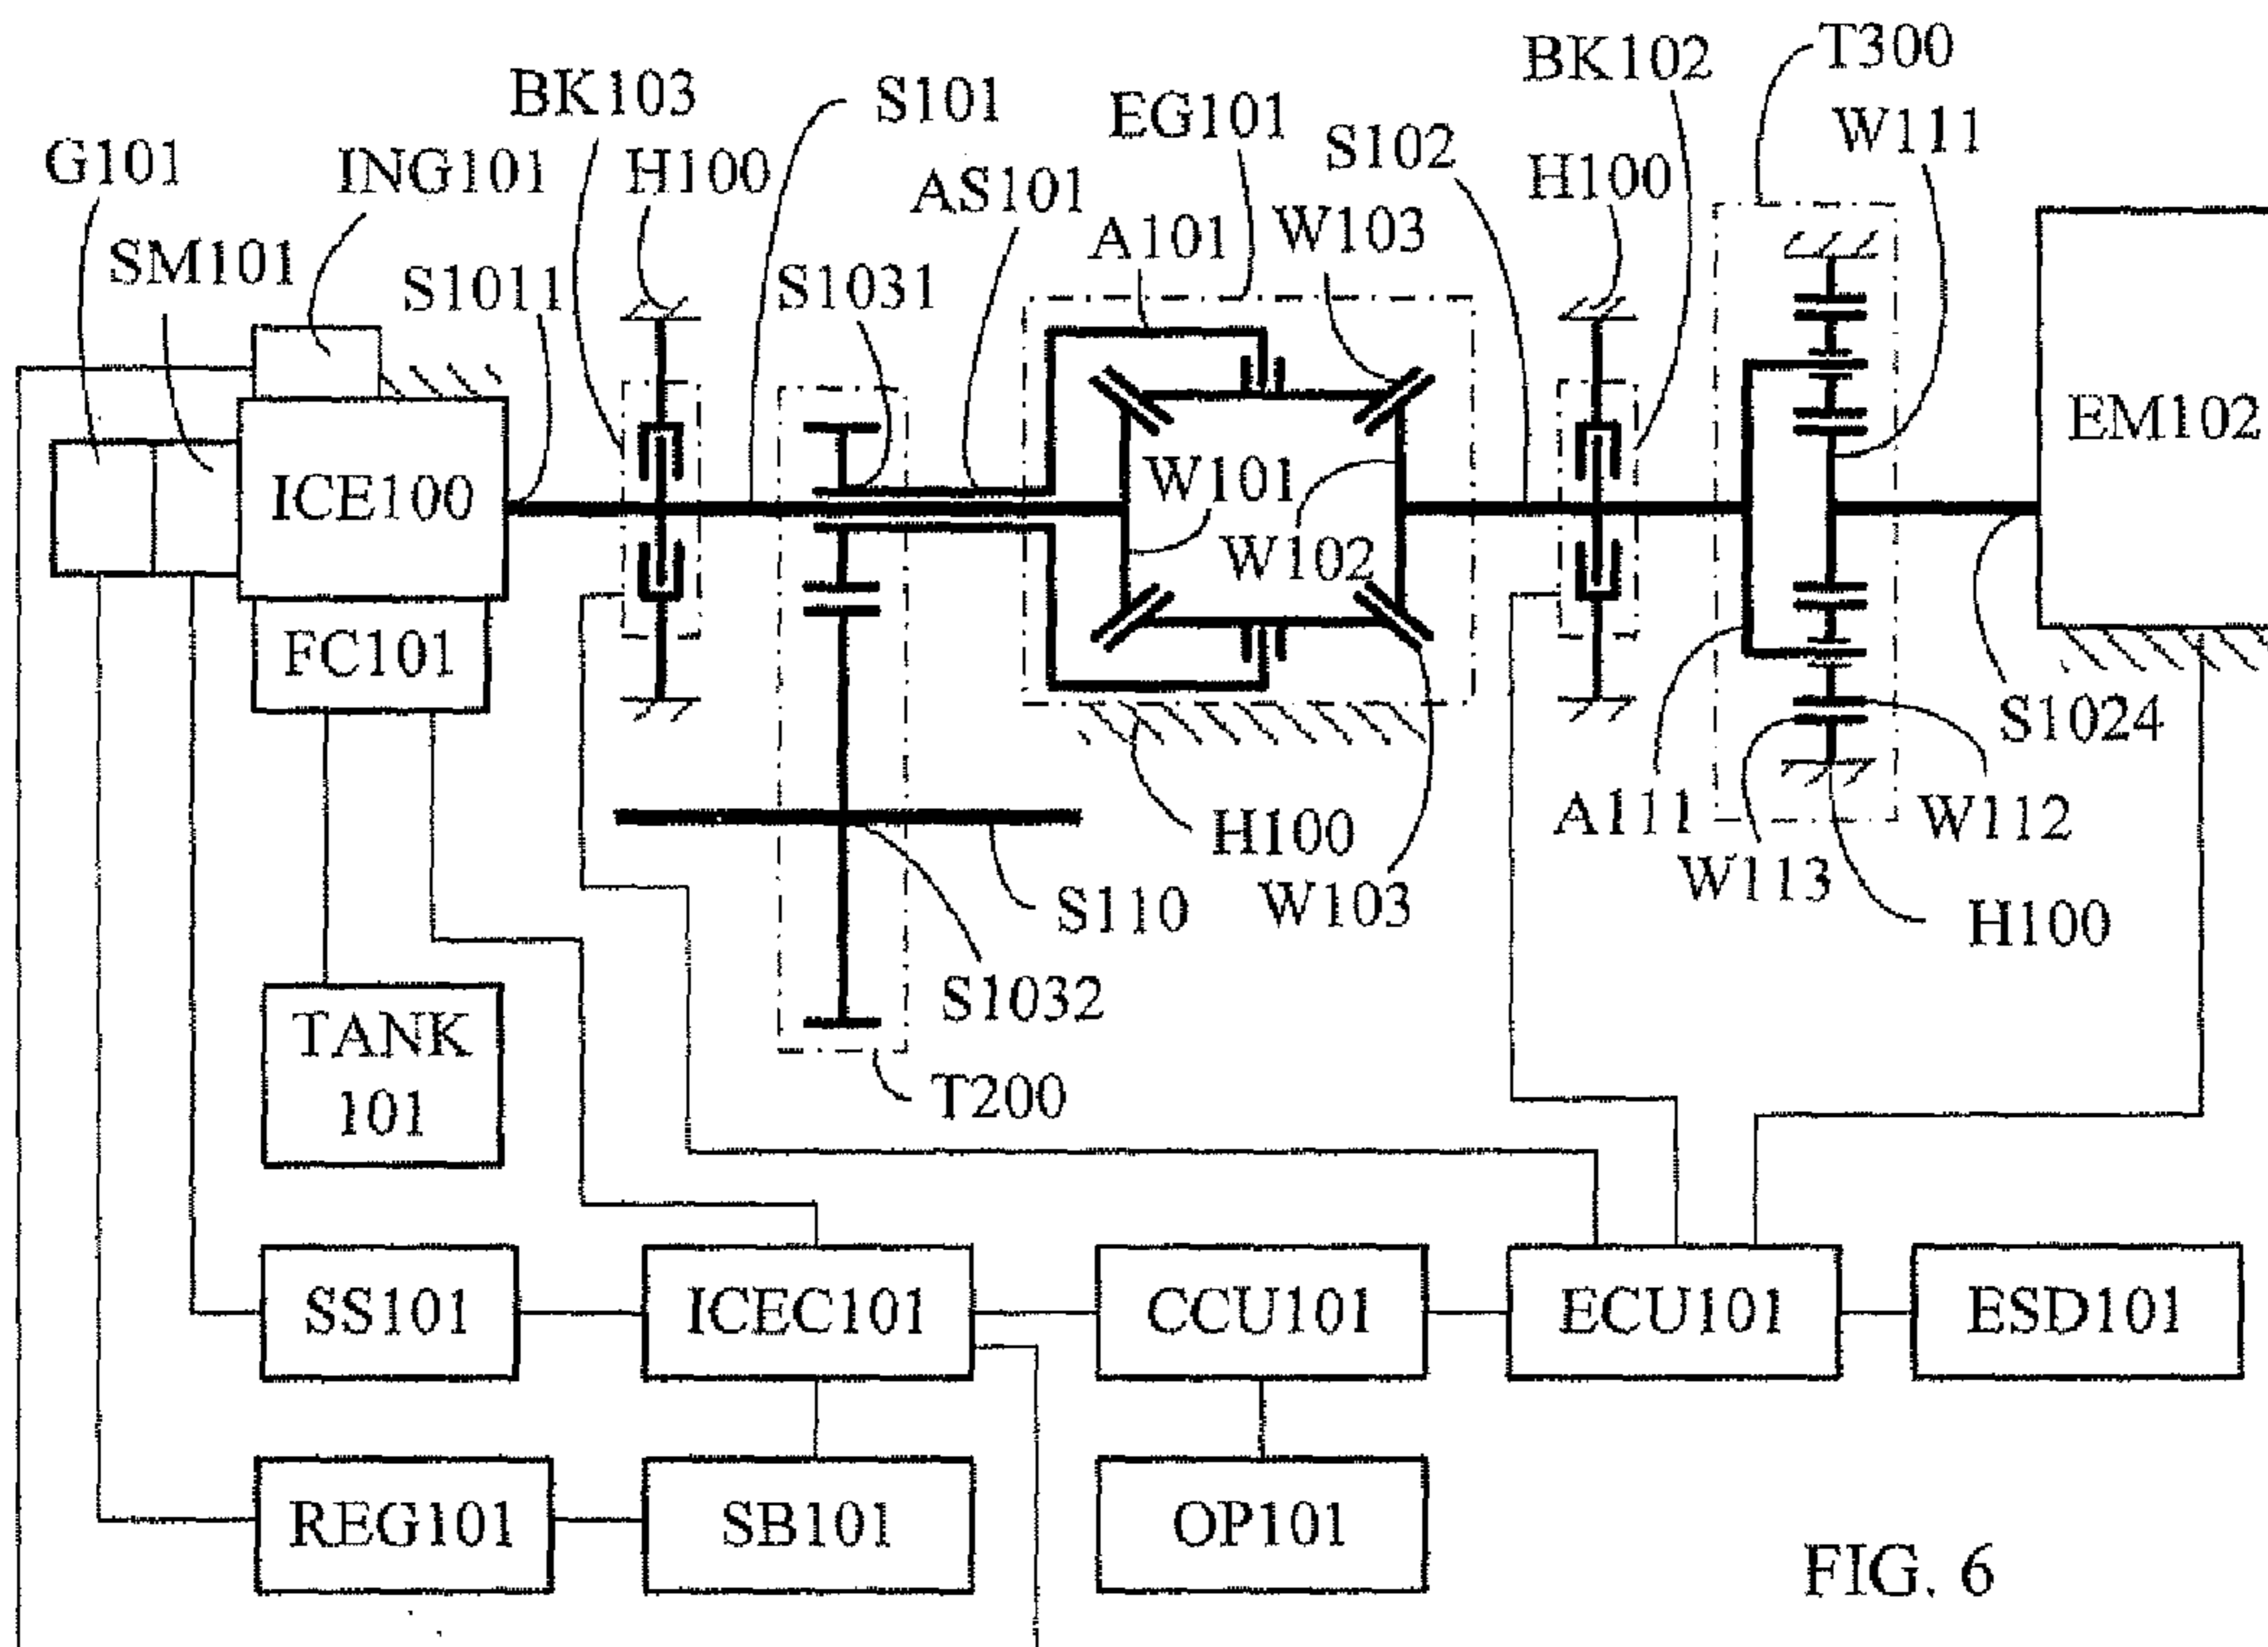 T300
BK102
BK103
S101
EG101
W111
G101
ING101
H100
AS101
S102
H100
SM101
S1011
S1031
A101
W103
EM102
ICE100
W101
W102
FC101
S1024
A111
H100
W112
W113
S110
W103
H100
S1032
TANK
101
T200
SS101
ICEC101
CCU101
ECU101
ESD101
REG101
SB101
OP101
FIG. 6